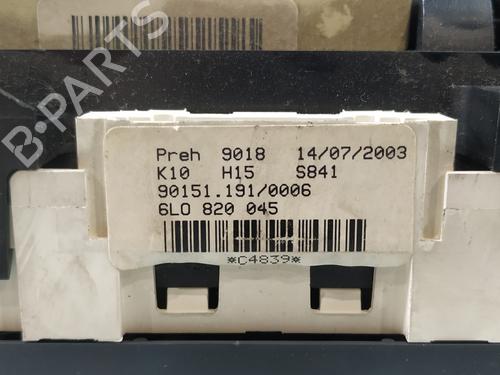 B-PARTS
Preh 9018 14/07/2003
K10 H15 S841
90151.191/0006
6L0 820 045
*C4839*